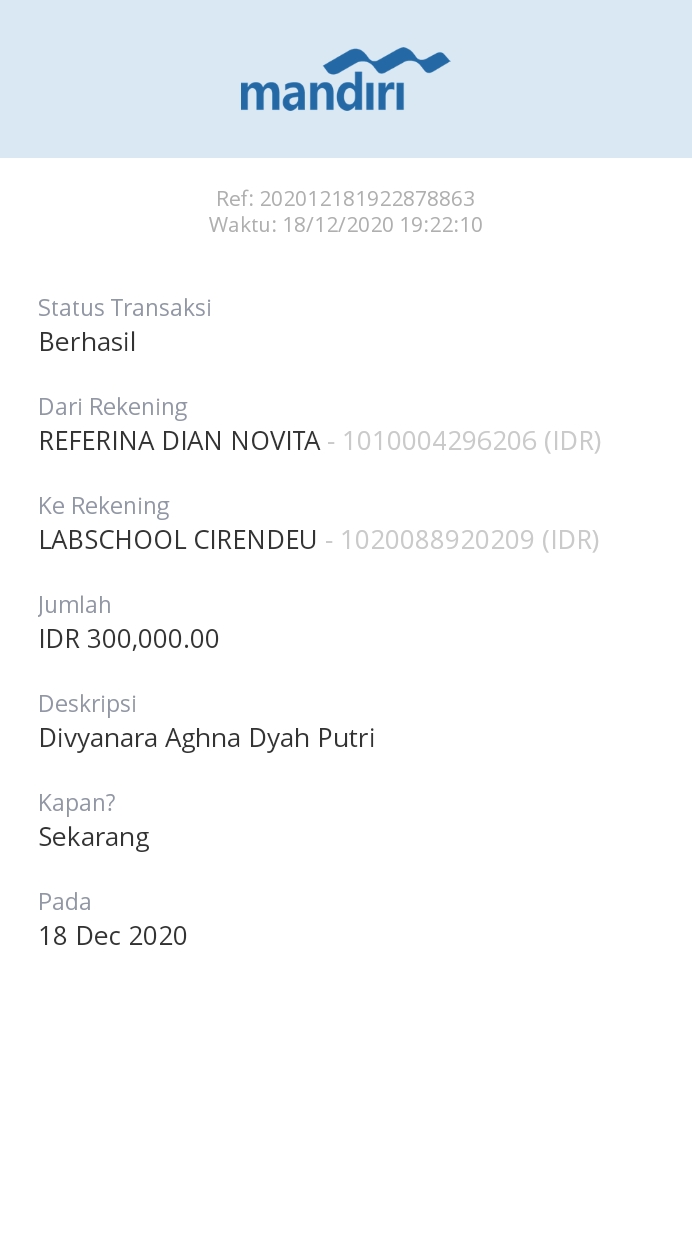 mandiri
Ref: 202012181922878863
Waktu: 18/12/2020 19:22:10
Status Transaksi
Berhasil
Dari Rekening
REFERINA DIAN NOVITA - 1010004296206 (IDR)
Ke Rekening
LABSCHOOL CIRENDEU - 1020088920209 (IDR)
Jumlah
IDR 300,000.00
Deskripsi
Divyanara Aghna Dyah Putri
Kapan?
Sekarang
Pada
18 Dec 2020